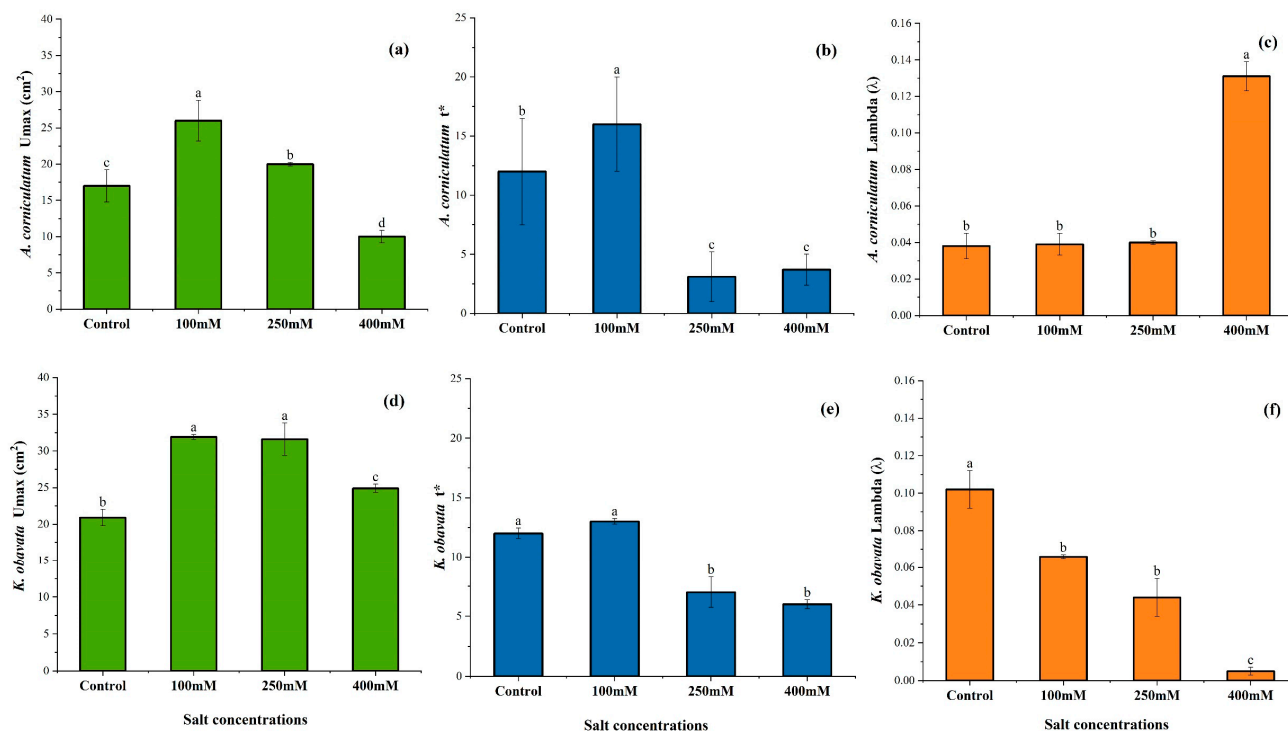 (a)
A. corniculatum Umax (cm²)
40
35
30
25
20
15
10
5
0
c
a
b
d
Control 100mM 250mM 400mM
(b)
A. corniculatum t*
25
20
15
10
5
0
b
a
c
c
Control 100mM 250mM 400mM
(c)
A. corniculatum Lambda (λ)
0.16
0.14
0.12
0.10
0.08
0.06
0.04
0.02
0.00
b
b
b
a
Control 100mM 250mM 400mM
(d)
K. obavata Umax (cm²)
40
35
30
25
20
15
10
5
0
b
a
a
c
Control 100mM 250mM 400mM
Salt concentrations
(e)
K. obavata t*
25
20
15
10
5
0
a
a
b
b
Control 100mM 250mM 400mM
Salt concentrations
(f)
K. obavata Lambda (λ)
0.16
0.14
0.12
0.10
0.08
0.06
0.04
0.02
0.00
a
b
b
c
Control 100mM 250mM 400mM
Salt concentrations